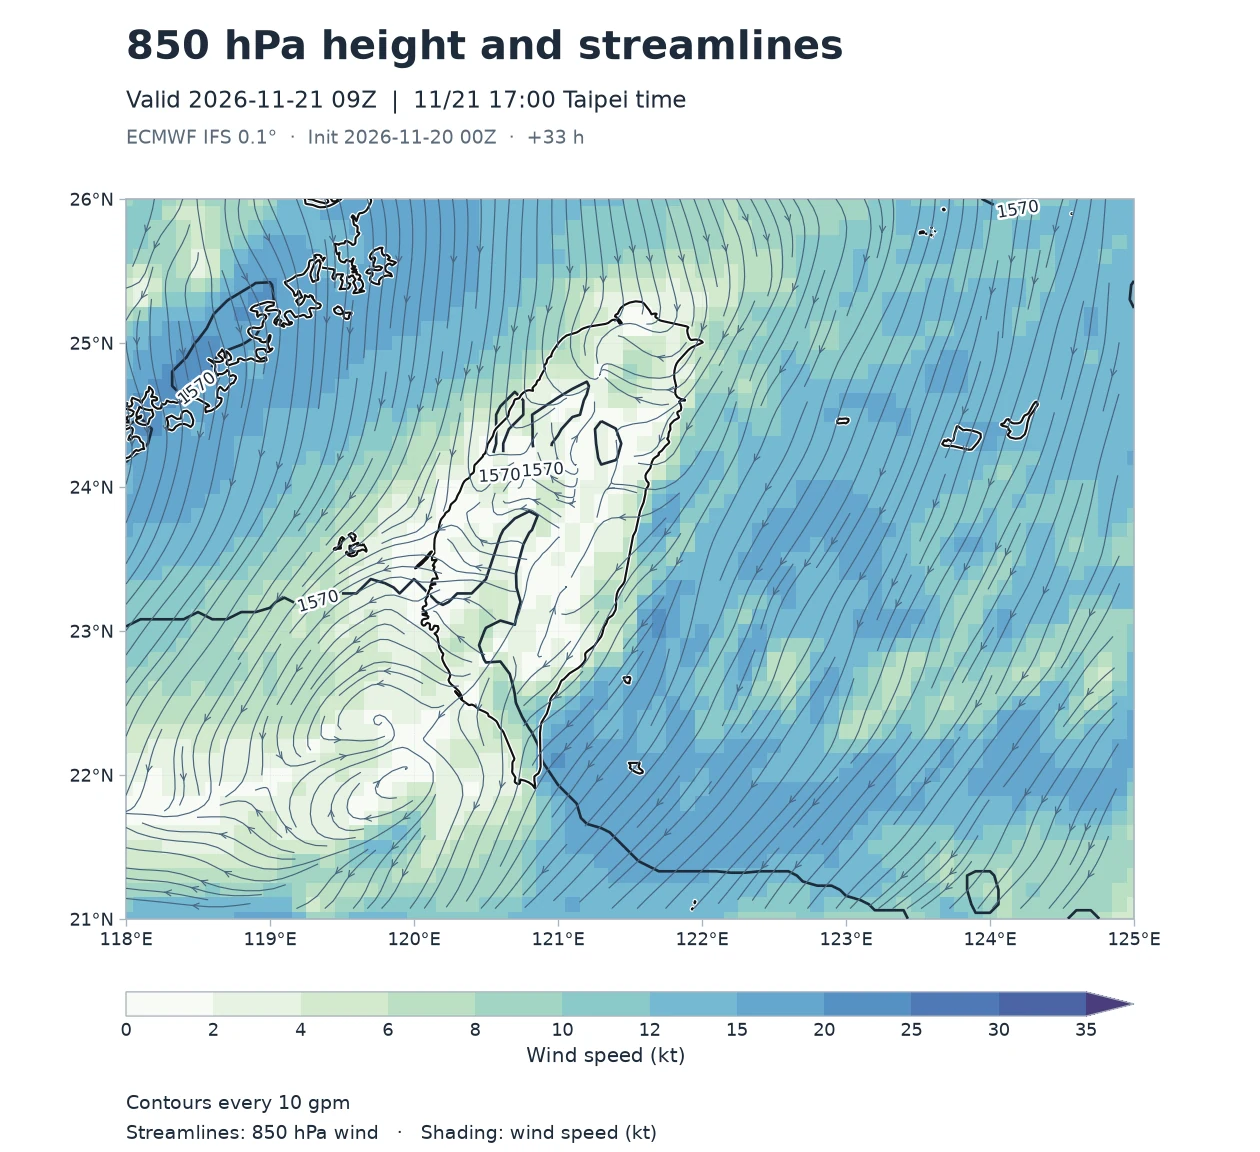 850 hPa height and streamlines
Valid 2026-11-21 09Z | 11/21 17:00 Taipei time
ECMWF IFS 0.1° · Init 2026-11-20 00Z · +33 h
26°N
1570
25°N
1570
24°N
1570
1570
1570
23°N
22°N
21°N
118°E 119°E 120°E 121°E 122°E 123°E 124°E 125°E
0 2 4 6 8 10 12 15 20 25 30 35
Wind speed (kt)
Contours every 10 gpm
Streamlines: 850 hPa wind · Shading: wind speed (kt)